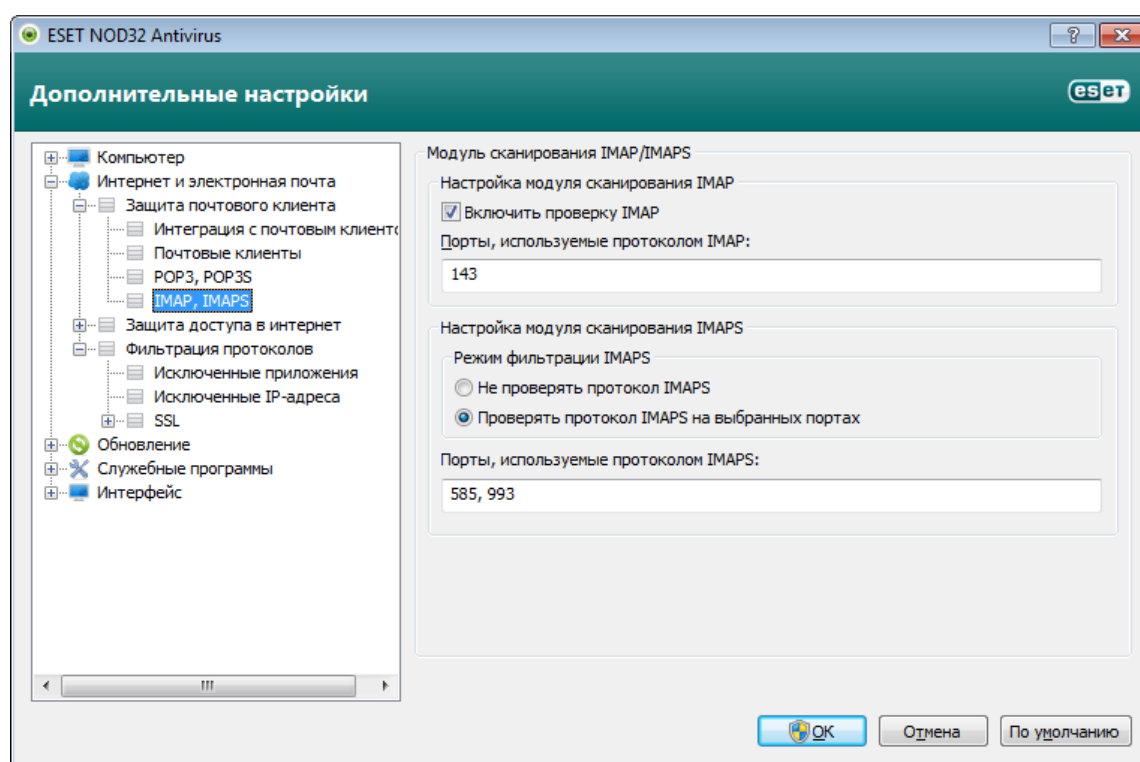 ESET NOD32 Antivirus
Дополнительные настройки
eset
Компьютер
Интернет и электронная почта
Защита почтового клиента
Интеграция с почтовым клиенто
Почтовые клиенты
POP3, POP3S
IMAP, IMAPS
Защита доступа в интернет
Фильтрация протоколов
Исключенные приложения
Исключенные IP-адреса
SSL
Обновление
Служебные программы
Интерфейс
Модуль сканирования IMAP/IMAPS
Настройка модуля сканирования IMAP
Включить проверку IMAP
Порты, используемые протоколом IMAP:
143
Настройка модуля сканирования IMAPS
Режим фильтрации IMAPS
Не проверять протокол IMAPS
Проверять протокол IMAPS на выбранных портах
Порты, используемые протоколом IMAPS:
585, 993
OK
Отмена
По умолчанию